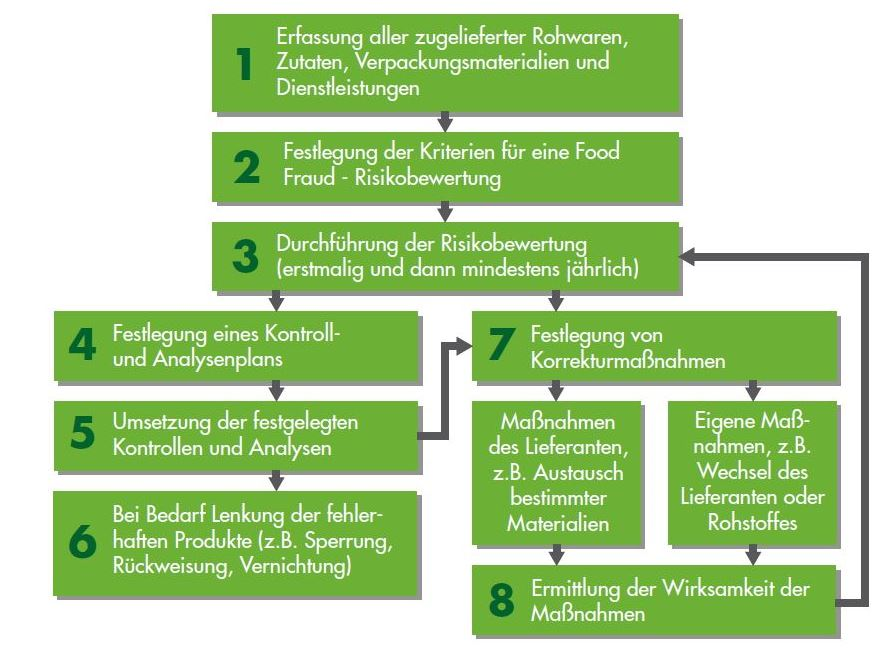 1
Erfassung aller zugelieferter Rohwaren,
Zutaten, Verpackungsmaterialien und
Dienstleistungen
2
Festlegung der Kriterien für eine Food
Fraud - Risikobewertung
3
Durchführung der Risikobewertung
(erstmalig und dann mindestens jährlich)
4
Festlegung eines Kontroll-
und Analysenplans
5
Umsetzung der festgelegten
Kontrollen und Analysen
6
Bei Bedarf Lenkung der fehler-
haften Produkte (z.B. Sperrung,
Rückweisung, Vernichtung)
7
Festlegung von
Korrekturmaßnahmen
Maßnahmen
des Lieferanten,
z.B. Austausch
bestimmter
Materialien
Eigene Maß-
nahmen, z.B.
Wechsel des
Lieferanten oder
Rohstoffes
8
Ermittlung der Wirksamkeit der
Maßnahmen